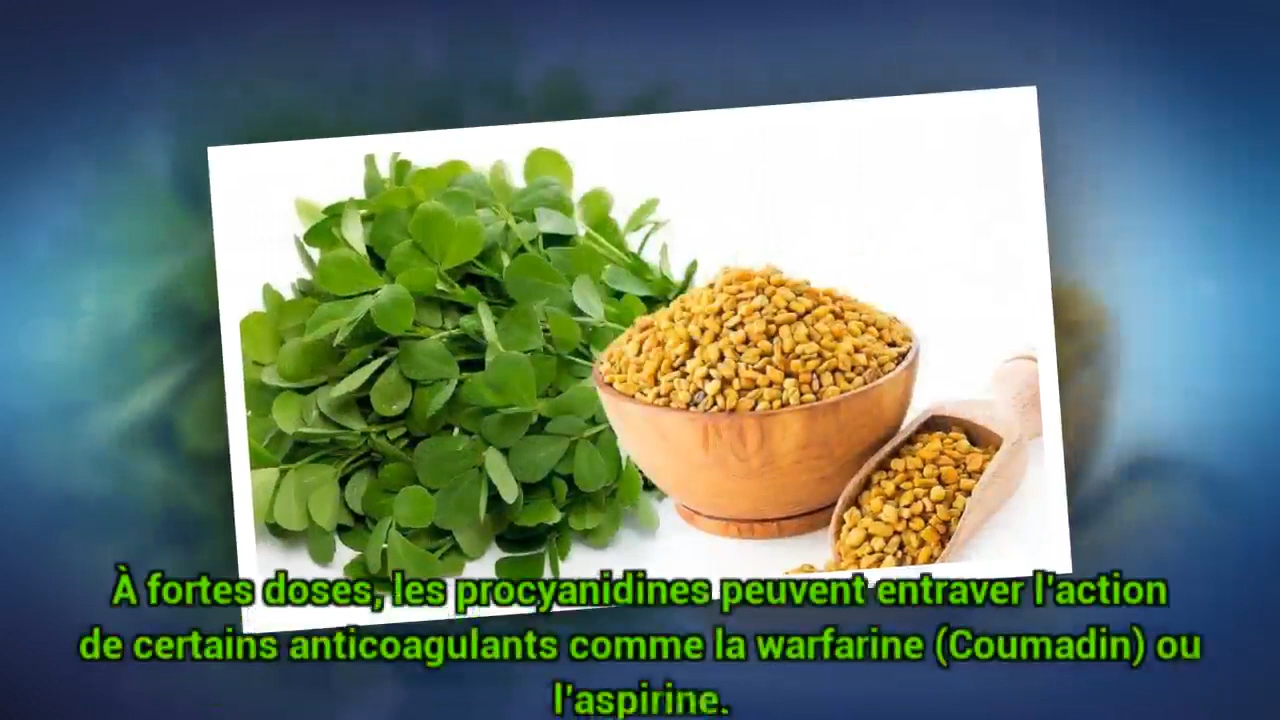 À fortes doses, les procyanidines peuvent entraver l'action
de certains anticoagulants comme la warfarine (Coumadin) ou
l'aspirine.